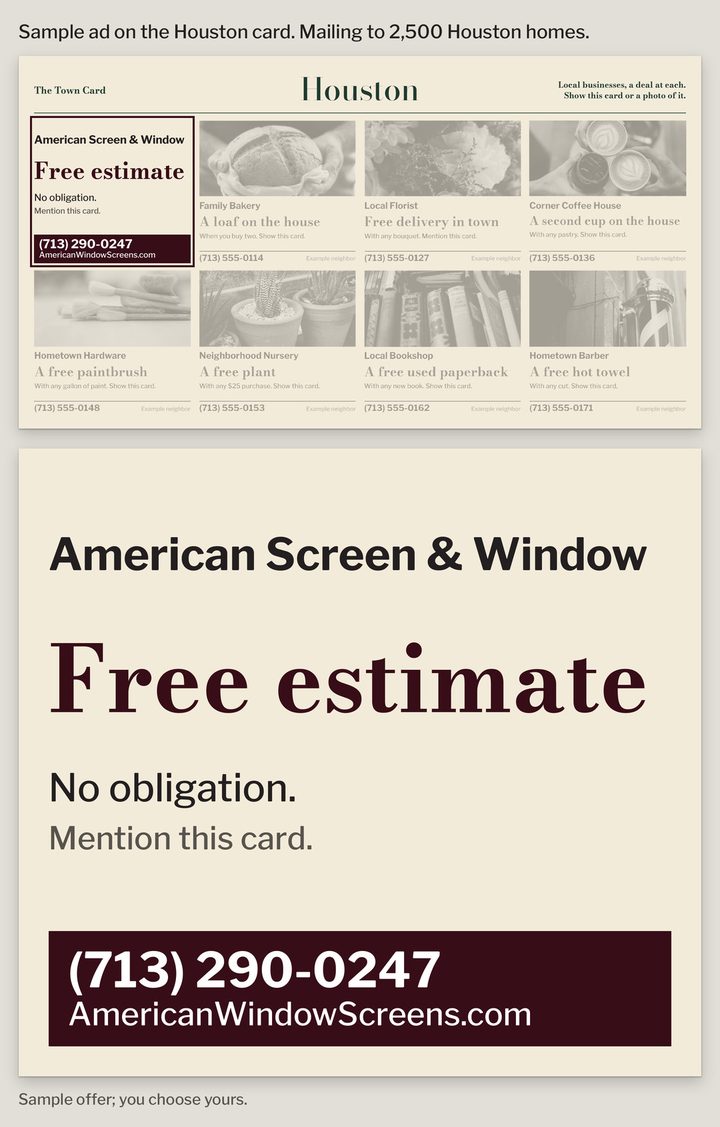 Sample ad on the Houston card. Mailing to 2,500 Houston homes.
The Town Card
Houston
Local businesses, a deal at each.
Show this card or a photo of it.
American Screen & Window
Free estimate
No obligation.
Mention this card.
(713) 290-0247
AmericanWindowScreens.com
Family Bakery
A loaf on the house
When you buy two. Show this card.
(713) 555-0114
Example neighbor
Local Florist
Free delivery in town
With any bouquet. Mention this card.
(713) 555-0127
Corner Coffee House
A second cup on the house
With any pastry. Show this card.
(713) 555-0136
Example neighbor
Hometown Hardware
A free paintbrush
With any gallon of paint. Show this card.
(713) 555-0148
Example neighbor
Neighborhood Nursery
A free plant
With any $25 purchase. Show this card.
(713) 555-0153
Example neighbor
Local Bookshop
A free used paperback
With any new book. Show this card.
(713) 555-0162
Example neighbor
Hometown Barber
A free hot towel
With any cut. Show this card.
(713) 555-0171
Example neighbor
American Screen & Window
Free estimate
No obligation.
Mention this card.
(713) 290-0247
AmericanWindowScreens.com
Sample offer; you choose yours.